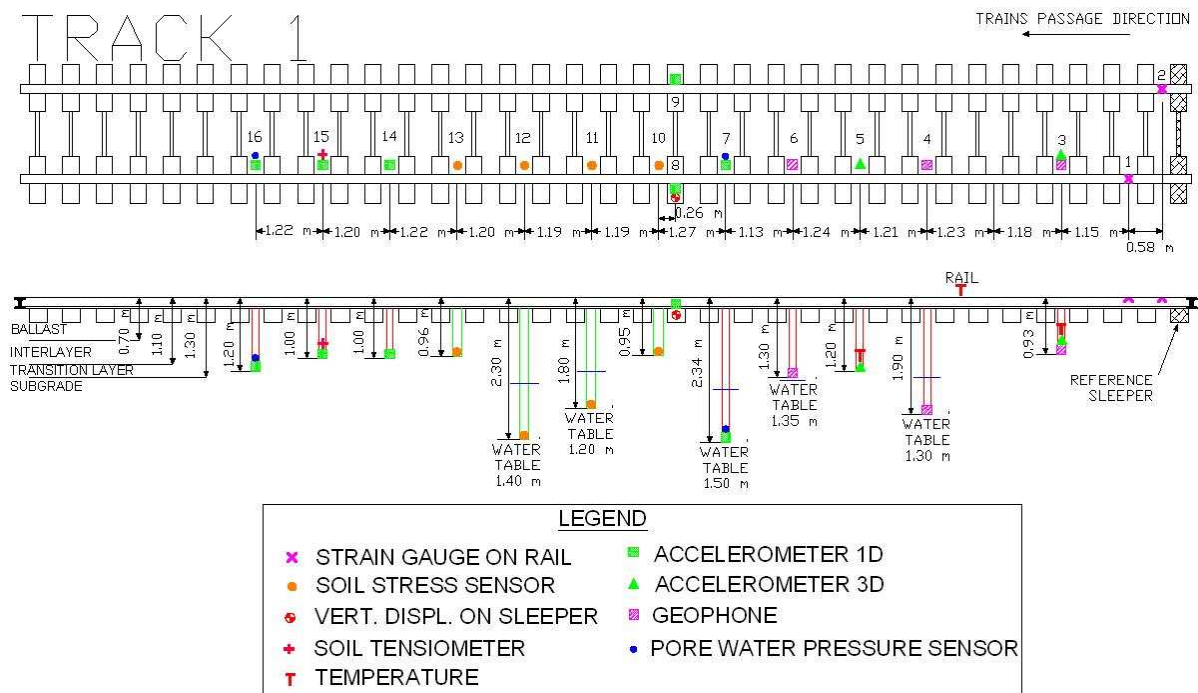 TRACK 1
TRAINS PASSAGE DIRECTION
2
9
16 15 14 13 12 11 10 7 6 5 4 3
8
1
0.26 m
1.22 m 1.20 m 1.22 m 1.20 m 1.19 m 1.19 m 1.27 m 1.13 m 1.24 m 1.21 m 1.23 m 1.18 m 1.15 m
0.58 m
RAIL
BALLAST
INTERLAYER
TRANSITION LAYER
SUBGRADE
0.70 m
1.10 m
1.30 m
1.20 m
1.00 m
1.00 m
0.96 m
2.30 m
1.80 m
0.95 m
2.34 m
1.30 m
1.20 m
1.90 m
0.93 m
REFERENCE
SLEEPER
WATER
TABLE
1.40 m
WATER
TABLE
1.20 m
WATER
TABLE
1.50 m
WATER
TABLE
1.35 m
WATER
TABLE
1.30 m
LEGEND
STRAIN GAUGE ON RAIL
SOIL STRESS SENSOR
VERT. DISPL. ON SLEEPER
SOIL TENSIOMETER
TEMPERATURE
ACCELEROMETER 1D
ACCELEROMETER 3D
GEOPHONE
PORE WATER PRESSURE SENSOR